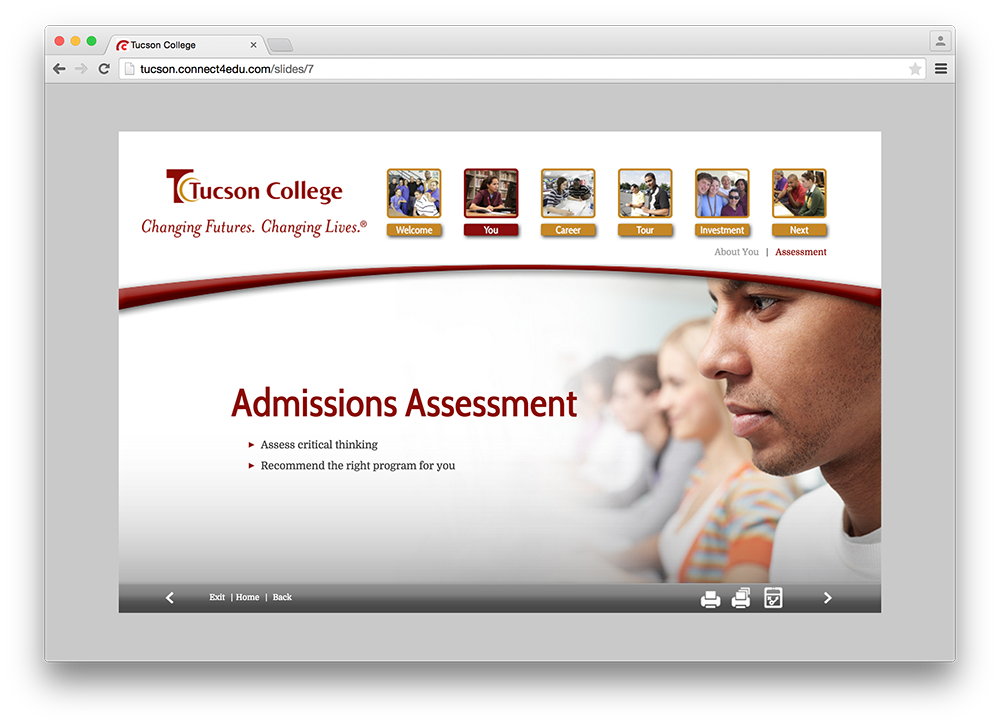 Tucson College
tucson.connect4edu.com/slides/7
Tucson College
Changing Futures. Changing Lives.®
Welcome
You
Career
Tour
Investment
Next
About You | Assessment
Admissions Assessment
Assess critical thinking
Recommend the right program for you
Exit | Home | Back